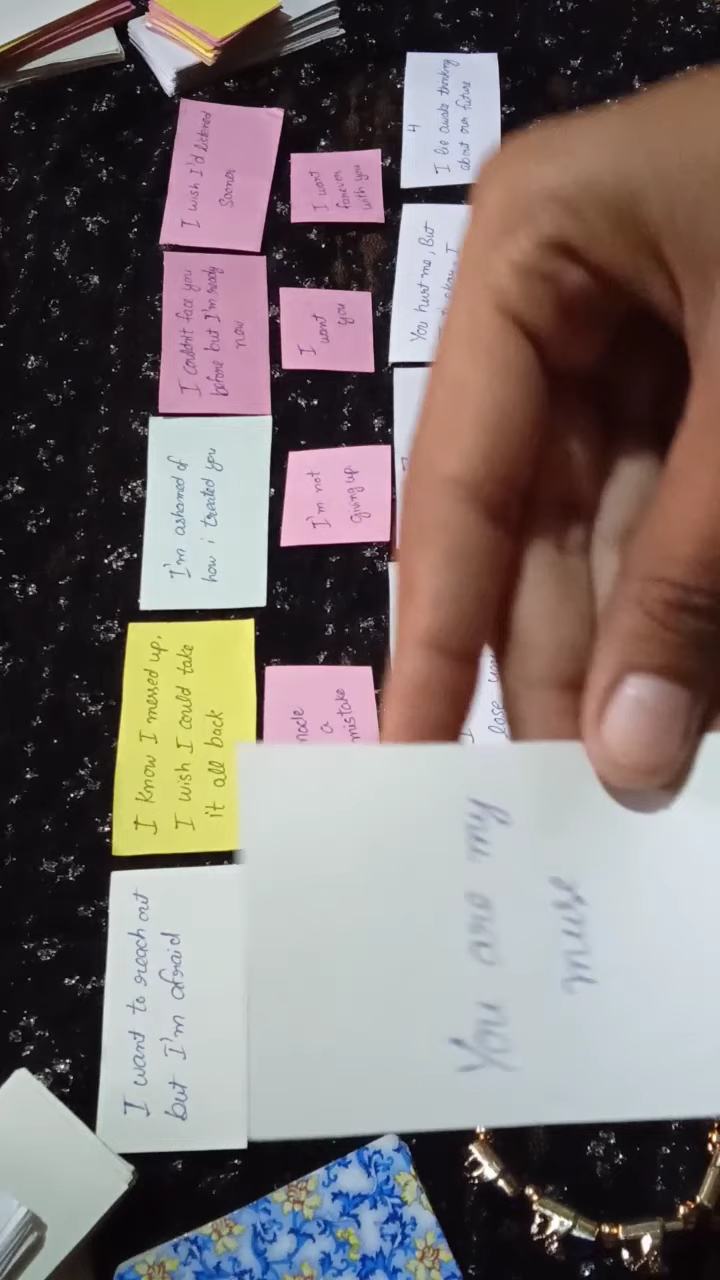 I want to reach out
but I'm afraid
I know I messed up,
I wish I could take
it all back
I'm ashamed of
how i treated you
I couldn't face you
before but I'm ready
now
I wish I'd listened
Sooner
made
a
mistake
I'm not
giving up
I want
you
I want
forever
with you
You are my
muse
I
lose
You hurt me, But
I
4
I lie awake thinking
about our future